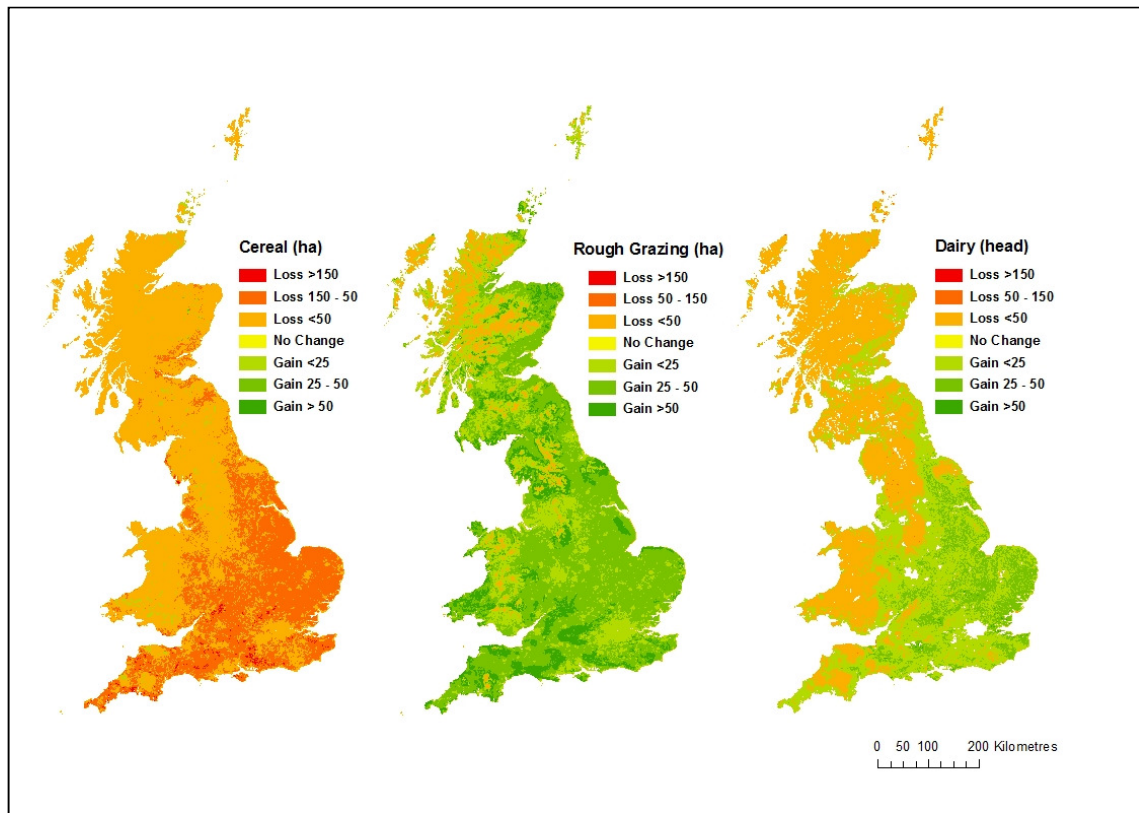 Cereal (ha)
Loss >150
Loss 150 - 50
Loss <50
No Change
Gain <25
Gain 25 - 50
Gain > 50
Rough Grazing (ha)
Loss >150
Loss 50 - 150
Loss <50
No Change
Gain <25
Gain 25 - 50
Gain >50
Dairy (head)
Loss >150
Loss 50 - 150
Loss <50
No Change
Gain <25
Gain 25 - 50
Gain >50
0 50 100 200 Kilometres